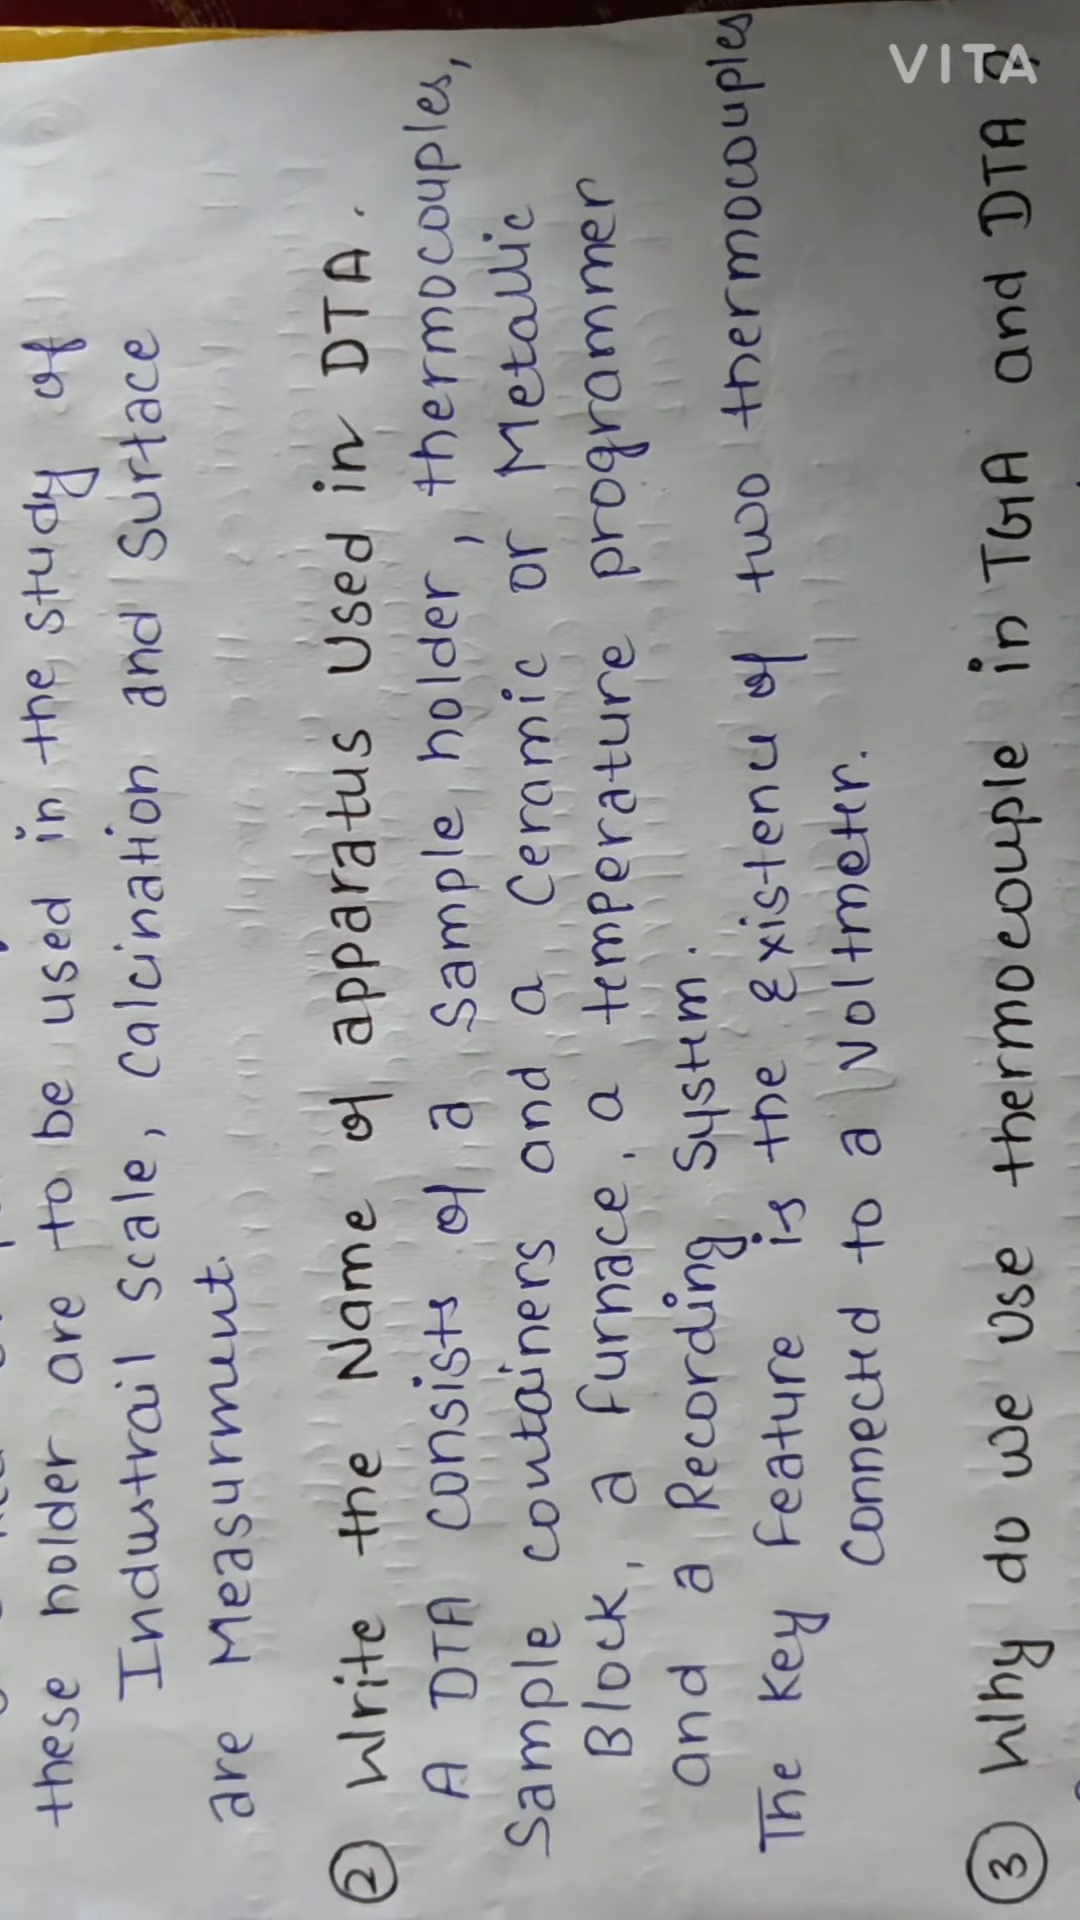 these holder are to be used in the study of
Industrail scale, calcination and Surtace
are Measurment.
② Write the Name of apparatus Used in DTA.
A DTA consists of a sample holder, thermocouples,
Sample containers and a Ceramic or Metallic
Block, a furnace, a temperature programmer
and a Recording System.
The Key feature is the Existence of two thermocouples
Connected to a Voltmeter.
③ Why do we use thermocouple in TGA and DTA ?
VITA